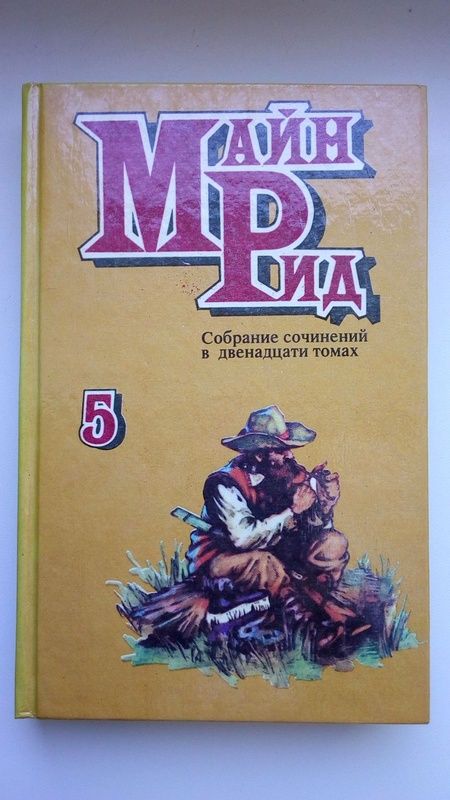 МАЙН
РИД
Собрание сочинений
в двенадцати томах
5